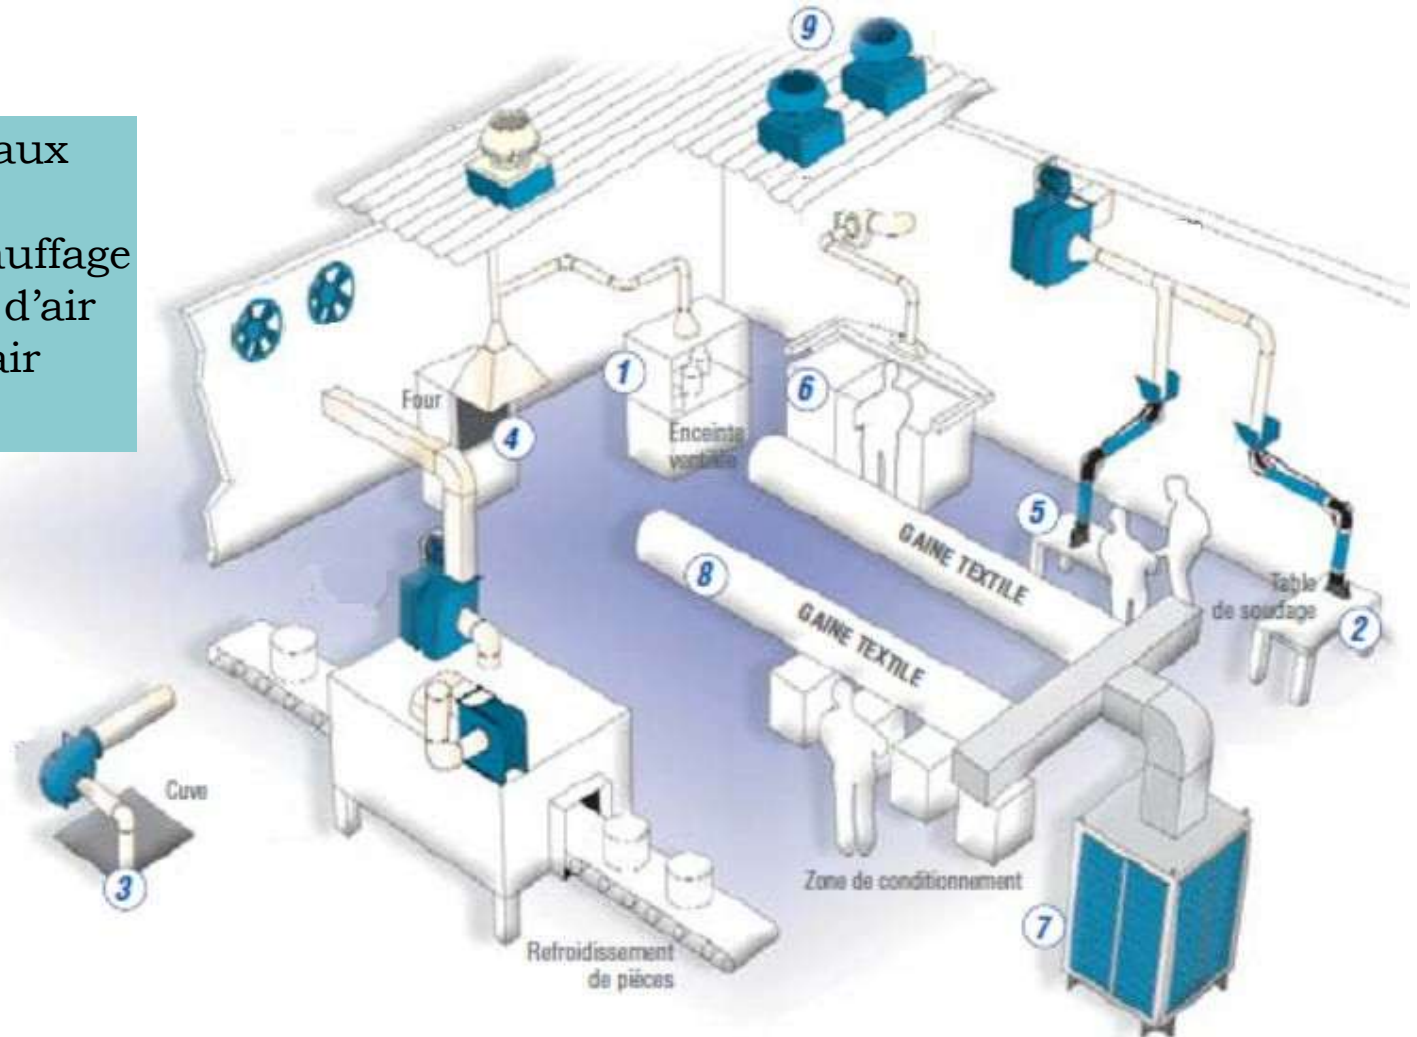 aux
auffage
d'air
air
9
Four
4
1
Enceinte
ventilée
6
GAINE TEXTILE
5
8
GAINE TEXTILE
Table
de soudage
2
Cuve
3
Zone de conditionnement
7
Refroidissement
de pièces